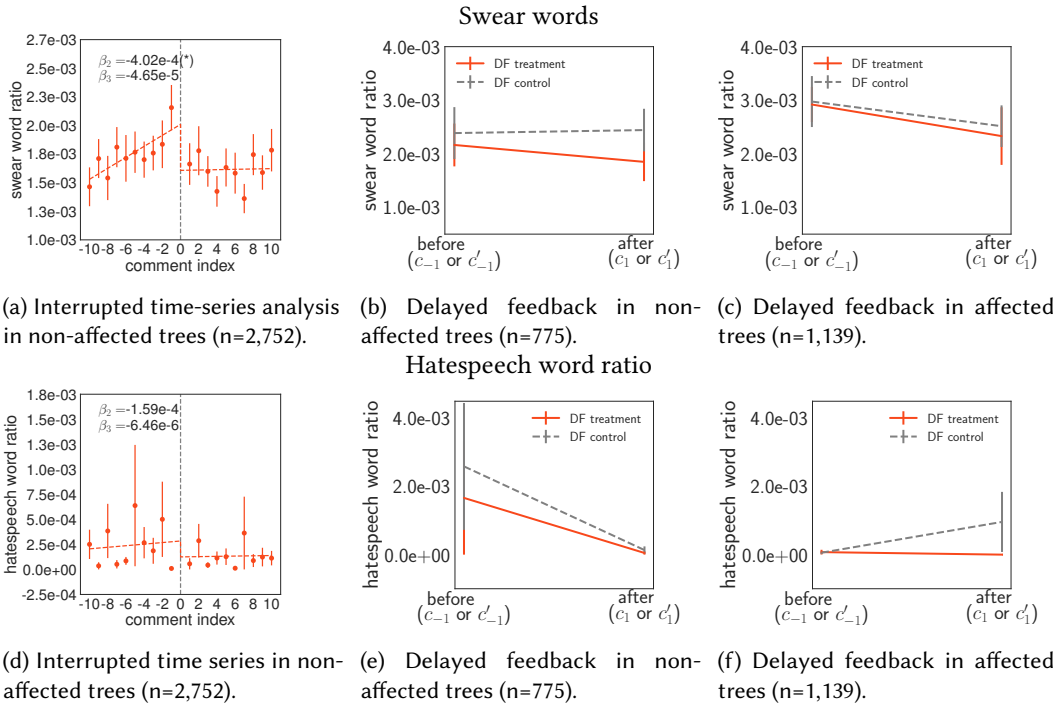 Swear words
2.7e-03
2.5e-03
2.3e-03
2.0e-03
1.8e-03
1.5e-03
1.3e-03
1.0e-03
swear word ratio
β₂ =-4.02e-4(*)
β₃ =-4.65e-5
-10 -8 -6 -4 -2 0 2 4 6 8 10
comment index
4.0e-03
3.0e-03
2.0e-03
1.0e-03
swear word ratio
DF treatment
DF control
before
(c₋₁ or c′₋₁)
after
(c₁ or c′₁)
4.0e-03
3.0e-03
2.0e-03
1.0e-03
swear word ratio
DF treatment
DF control
before
(c₋₁ or c′₋₁)
after
(c₁ or c′₁)
(a) Interrupted time-series analysis
in non-affected trees (n=2,752).
(b) Delayed feedback in non-
affected trees (n=775).
(c) Delayed feedback in affected
trees (n=1,139).
Hatespeech word ratio
1.8e-03
1.5e-03
1.3e-03
1.0e-03
7.5e-04
5.0e-04
2.5e-04
0.0e+00
-2.5e-04
hatespeech word ratio
β₂ =-1.59e-4
β₃ =-6.46e-6
-10 -8 -6 -4 -2 0 2 4 6 8 10
comment index
4.0e-03
2.0e-03
0.0e+00
hatespeech word ratio
DF treatment
DF control
before
(c₋₁ or c′₋₁)
after
(c₁ or c′₁)
4.0e-03
2.0e-03
0.0e+00
hatespeech word ratio
DF treatment
DF control
before
(c₋₁ or c′₋₁)
after
(c₁ or c′₁)
(d) Interrupted time series in non-
affected trees (n=2,752).
(e) Delayed feedback in non-
affected trees (n=775).
(f) Delayed feedback in affected
trees (n=1,139).